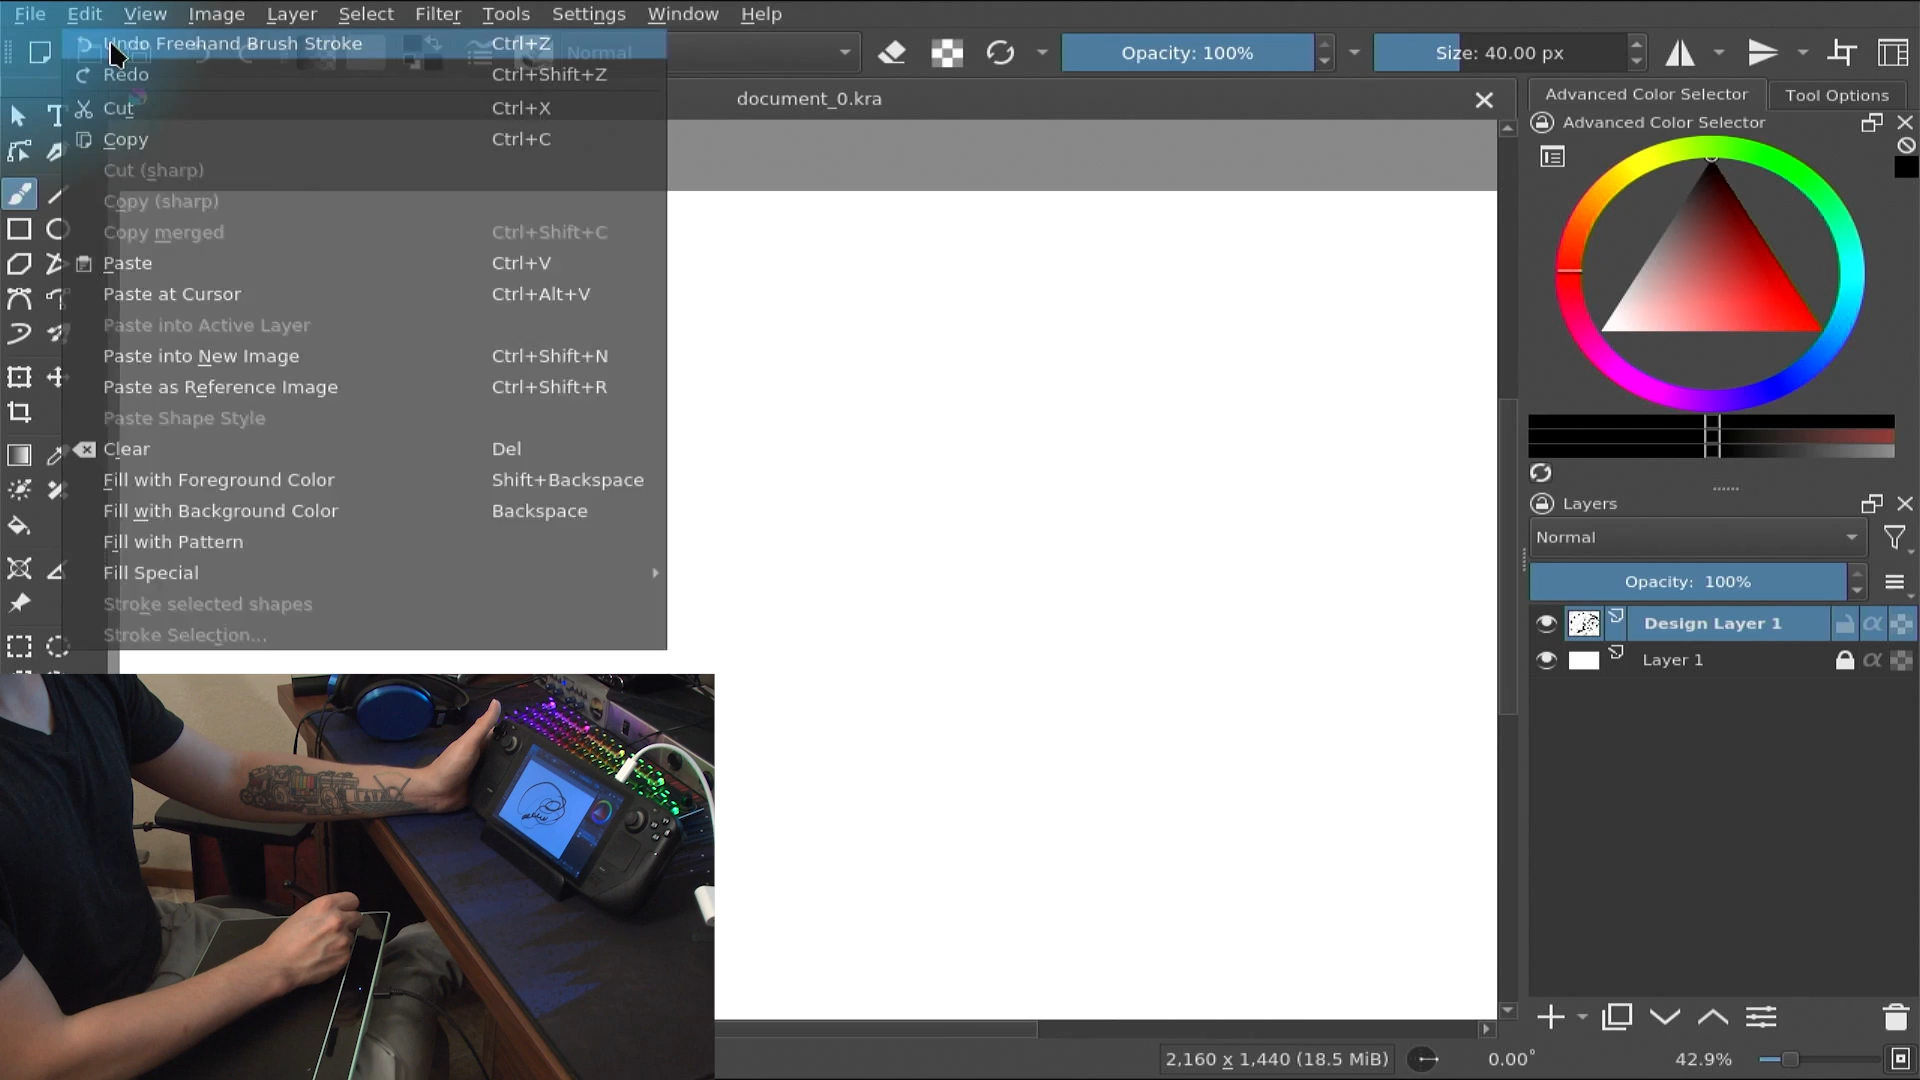 File Edit View Image Layer Select Filter Tools Settings Window Help
Undo Freehand Brush Stroke Ctrl+Z
Normal
Opacity: 100%
Size: 40.00 px
Redo Ctrl+Shift+Z
Cut Ctrl+X
Copy Ctrl+C
Cut (sharp)
Copy (sharp)
Copy merged Ctrl+Shift+C
Paste Ctrl+V
Paste at Cursor Ctrl+Alt+V
Paste into Active Layer
Paste into New Image Ctrl+Shift+N
Paste as Reference Image Ctrl+Shift+R
Paste Shape Style
Clear Del
Fill with Foreground Color Shift+Backspace
Fill with Background Color Backspace
Fill with Pattern
Fill Special
Stroke selected shapes
Stroke Selection...
document_0.kra
Advanced Color Selector Tool Options
Advanced Color Selector
Layers
Normal
Opacity: 100%
Design Layer 1
Layer 1
2,160 x 1,440 (18.5 MiB) 0.00° 42.9%